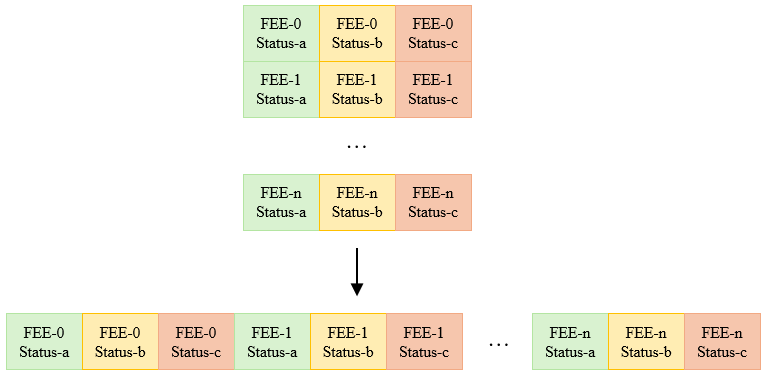 FEE-0 FEE-0 FEE-0
Status-a Status-b Status-c
FEE-1 FEE-1 FEE-1
Status-a Status-b Status-c
...
FEE-n FEE-n FEE-n
Status-a Status-b Status-c
FEE-0 FEE-0 FEE-0 FEE-1 FEE-1 FEE-1 FEE-n FEE-n FEE-n
Status-a Status-b Status-c Status-a Status-b Status-c ... Status-a Status-b Status-c